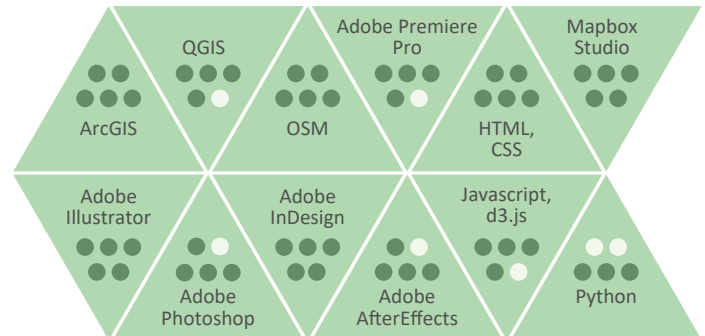 QGIS
Adobe Premiere
Pro
Mapbox
Studio
ArcGIS
OSM
HTML,
CSS
Adobe
Illustrator
Adobe
InDesign
Javascript,
d3.js
Adobe
Photoshop
Adobe
AfterEffects
Python